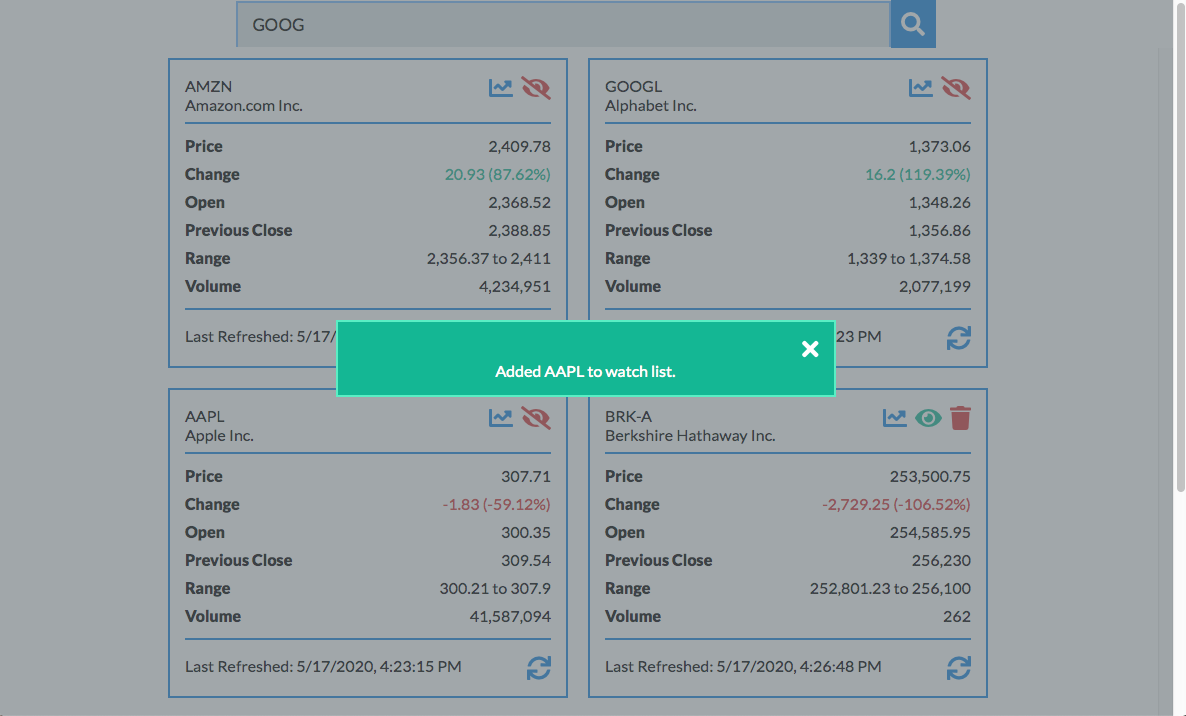 GOOG
AMZN
Amazon.com Inc.
Price 2,409.78
Change 20.93 (87.62%)
Open 2,368.52
Previous Close 2,388.85
Range 2,356.37 to 2,411
Volume 4,234,951
Last Refreshed: 5/17/
GOOGL
Alphabet Inc.
Price 1,373.06
Change 16.2 (119.39%)
Open 1,348.26
Previous Close 1,356.86
Range 1,339 to 1,374.58
Volume 2,077,199
23 PM
Added AAPL to watch list.
AAPL
Apple Inc.
Price 307.71
Change -1.83 (-59.12%)
Open 300.35
Previous Close 309.54
Range 300.21 to 307.9
Volume 41,587,094
Last Refreshed: 5/17/2020, 4:23:15 PM
BRK-A
Berkshire Hathaway Inc.
Price 253,500.75
Change -2,729.25 (-106.52%)
Open 254,585.95
Previous Close 256,230
Range 252,801.23 to 256,100
Volume 262
Last Refreshed: 5/17/2020, 4:26:48 PM